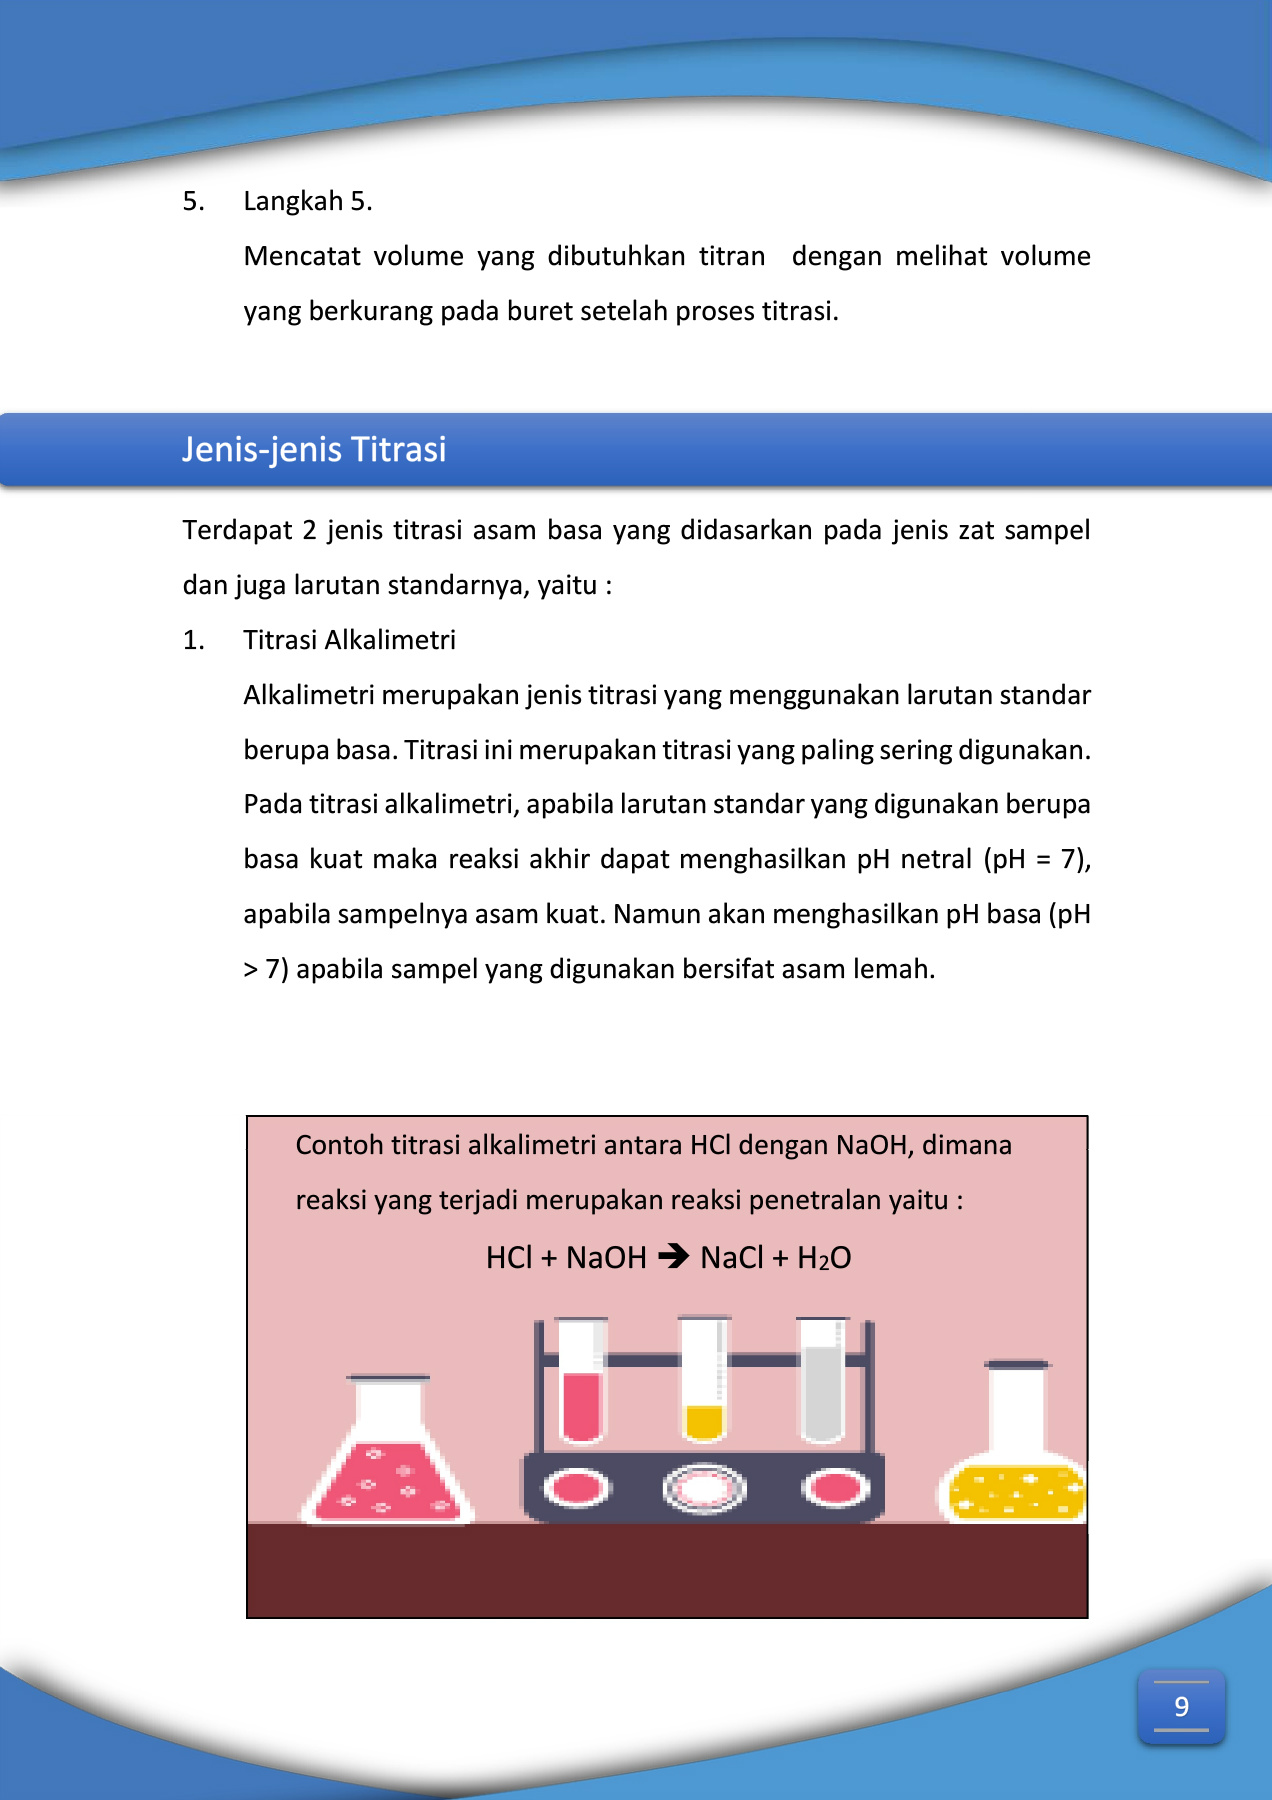 5. Langkah 5.
Mencatat volume yang dibutuhkan titran dengan melihat volume
yang berkurang pada buret setelah proses titrasi.
Jenis-jenis Titrasi
Terdapat 2 jenis titrasi asam basa yang didasarkan pada jenis zat sampel
dan juga larutan standarnya, yaitu :
1. Titrasi Alkalimetri
Alkalimetri merupakan jenis titrasi yang menggunakan larutan standar
berupa basa. Titrasi ini merupakan titrasi yang paling sering digunakan.
Pada titrasi alkalimetri, apabila larutan standar yang digunakan berupa
basa kuat maka reaksi akhir dapat menghasilkan pH netral (pH = 7),
apabila sampelnya asam kuat. Namun akan menghasilkan pH basa (pH
> 7) apabila sampel yang digunakan bersifat asam lemah.
Contoh titrasi alkalimetri antara HCl dengan NaOH, dimana
reaksi yang terjadi merupakan reaksi penetralan yaitu :
HCl + NaOH 🡺 NaCl + H₂O
9